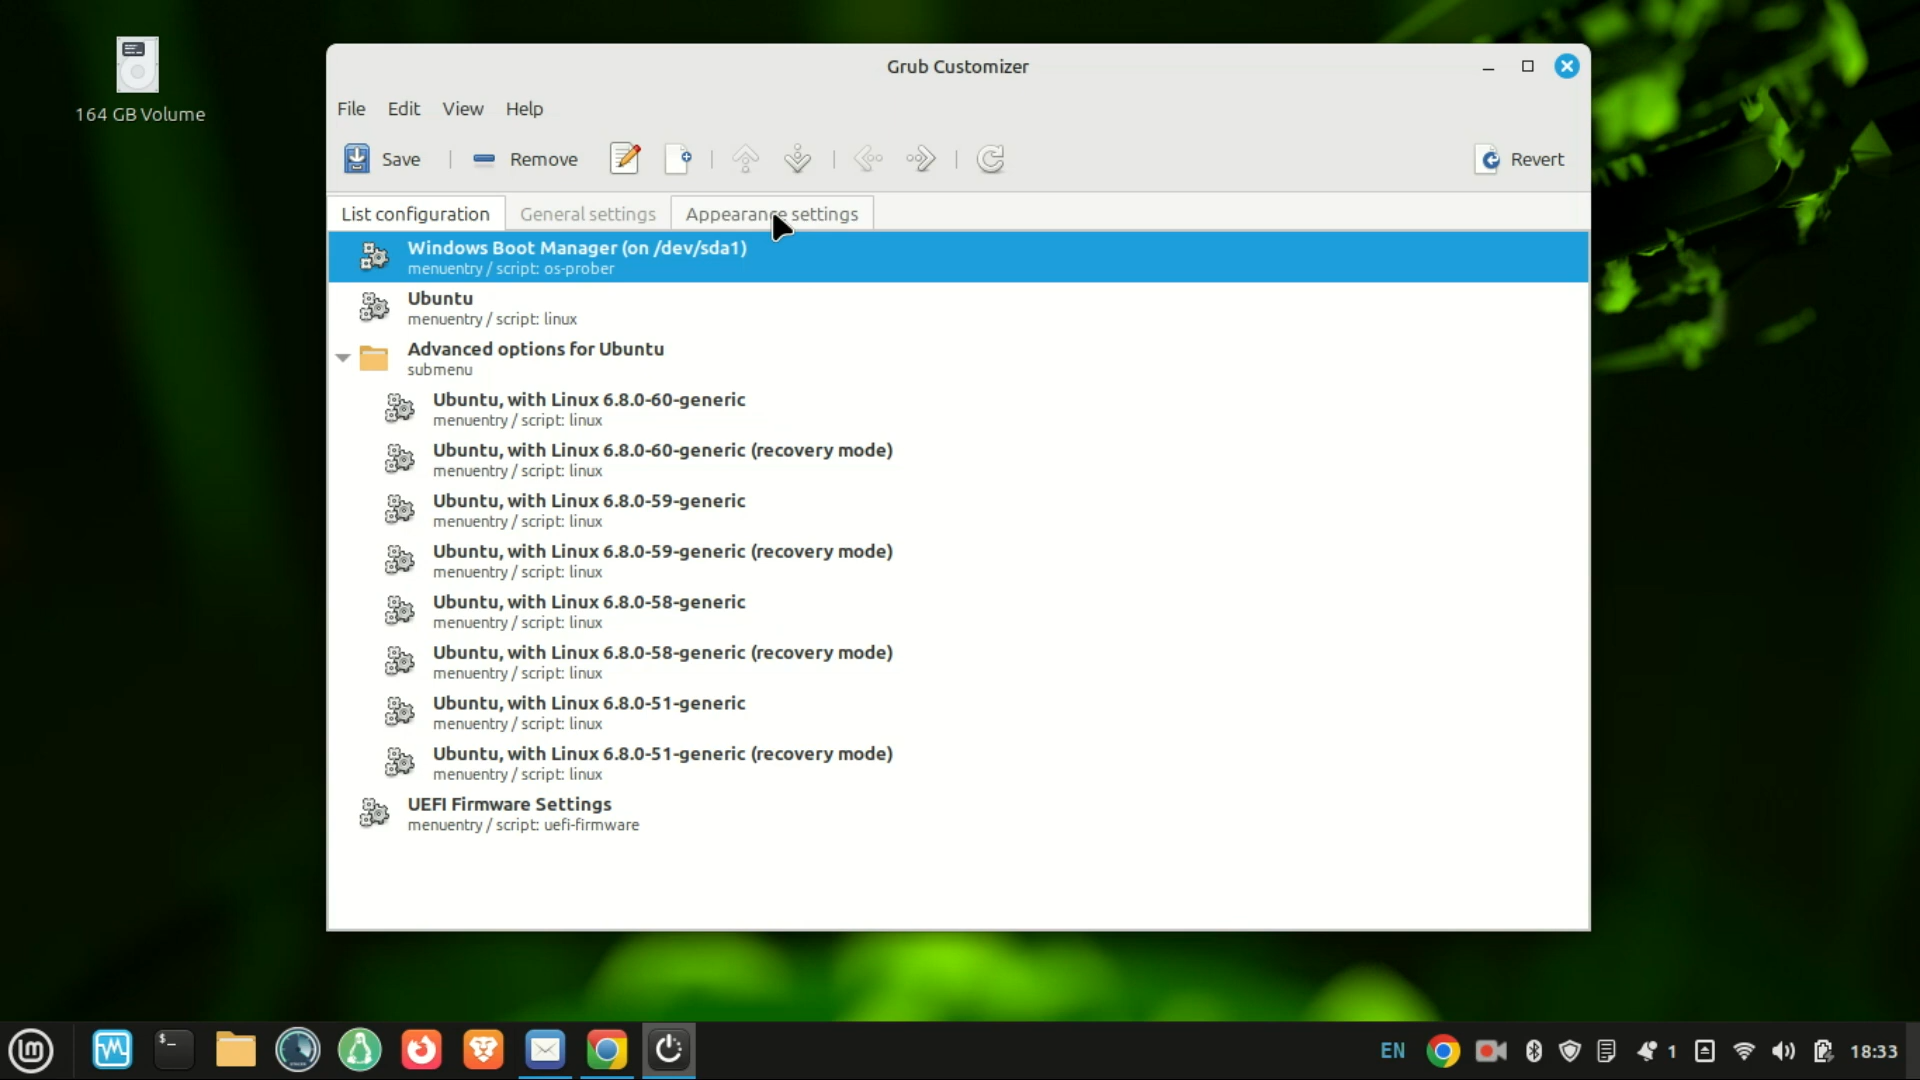 164 GB Volume
Grub Customizer
File Edit View Help
Save Remove Revert
List configuration General settings Appearance settings
Windows Boot Manager (on /dev/sda1)
menuentry / script: os-prober
Ubuntu
menuentry / script: linux
Advanced options for Ubuntu
submenu
Ubuntu, with Linux 6.8.0-60-generic
menuentry / script: linux
Ubuntu, with Linux 6.8.0-60-generic (recovery mode)
menuentry / script: linux
Ubuntu, with Linux 6.8.0-59-generic
menuentry / script: linux
Ubuntu, with Linux 6.8.0-59-generic (recovery mode)
menuentry / script: linux
Ubuntu, with Linux 6.8.0-58-generic
menuentry / script: linux
Ubuntu, with Linux 6.8.0-58-generic (recovery mode)
menuentry / script: linux
Ubuntu, with Linux 6.8.0-51-generic
menuentry / script: linux
Ubuntu, with Linux 6.8.0-51-generic (recovery mode)
menuentry / script: linux
UEFI Firmware Settings
menuentry / script: uefi-firmware
$_ EN 1 18:33